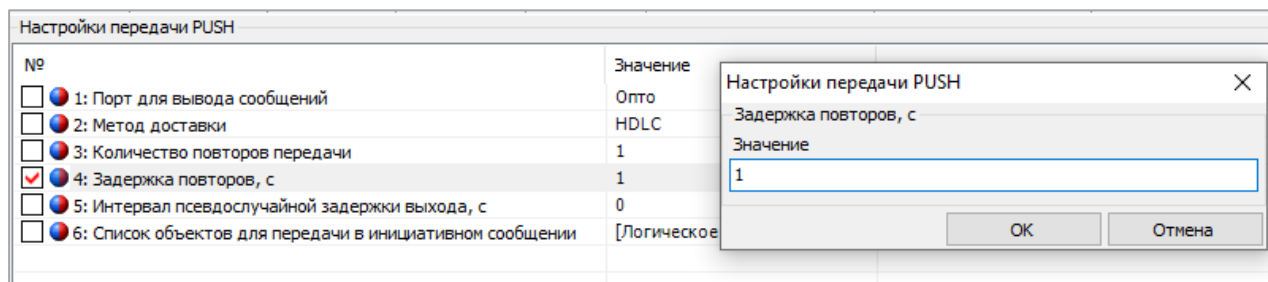 Настройки передачи PUSH
№ Значение
1: Порт для вывода сообщений Опто
2: Метод доставки HDLC
3: Количество повторов передачи 1
4: Задержка повторов, с 1
5: Интервал псевдослучайной задержки выхода, с 0
6: Список объектов для передачи в инициативном сообщении [Логическое
Настройки передачи PUSH
Задержка повторов, с
Значение
1
OK Отмена